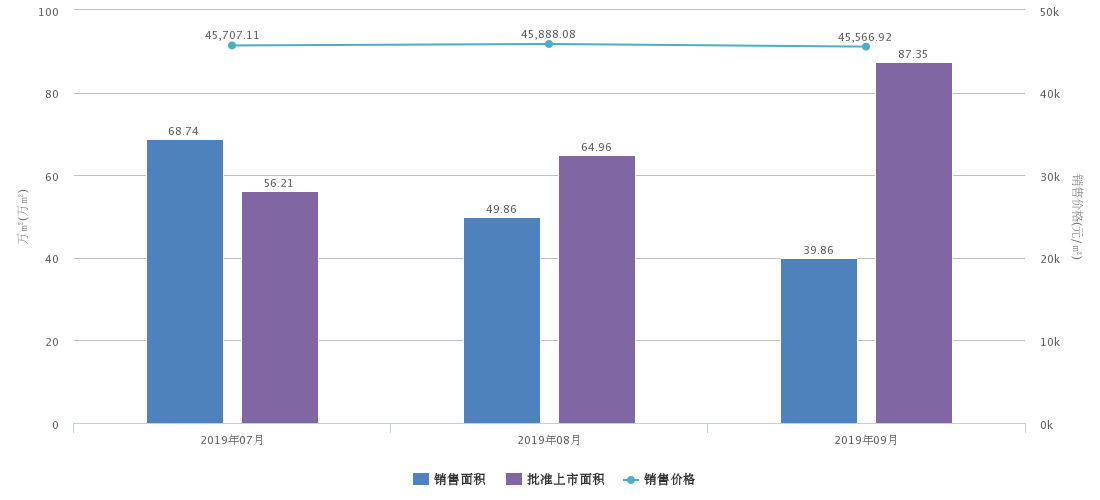 100
50k
45,707.11
45,888.08
45,566.92
87.35
80
40k
68.74
64.96
56.21
60
30k
49.86
39.86
万㎡(万㎡)
销售价格(元/㎡)
40
20k
20
10k
0
0k
2019年07月
2019年08月
2019年09月
销售面积 批准上市面积 销售价格